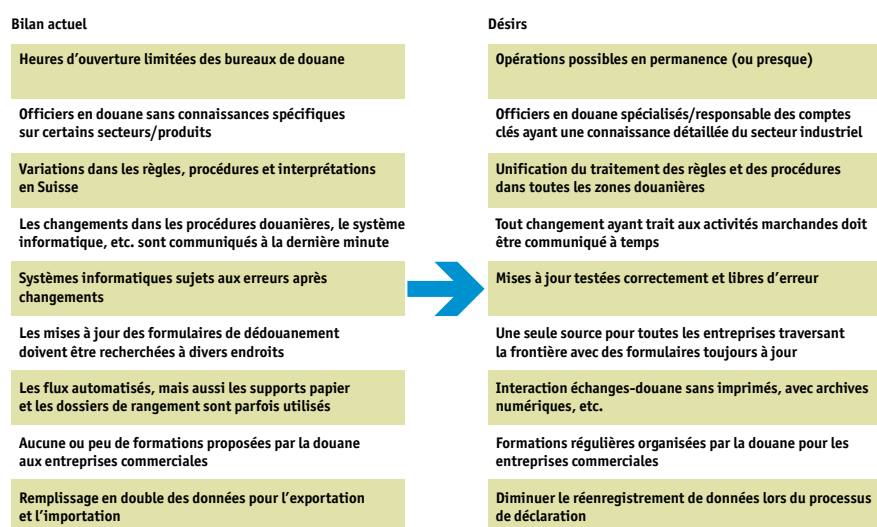 Bilan actuel
Heures d'ouverture limitées des bureaux de douane
Officiers en douane sans connaissances spécifiques
sur certains secteurs/produits
Variations dans les règles, procédures et interprétations
en Suisse
Les changements dans les procédures douanières, le système
informatique, etc. sont communiqués à la dernière minute
Systèmes informatiques sujets aux erreurs après
changements
Les mises à jour des formulaires de dédouanement
doivent être recherchées à divers endroits
Les flux automatisés, mais aussi les supports papier
et les dossiers de rangement sont parfois utilisés
Aucune ou peu de formations proposées par la douane
aux entreprises commerciales
Remplissage en double des données pour l'exportation
et l'importation
Désirs
Opérations possibles en permanence (ou presque)
Officiers en douane spécialisés/responsable des comptes
clés ayant une connaissance détaillée du secteur industriel
Unification du traitement des règles et des procédures
dans toutes les zones douanières
Tout changement ayant trait aux activités marchandes doit
être communiqué à temps
Mises à jour testées correctement et libres d'erreur
Une seule source pour toutes les entreprises traversant
la frontière avec des formulaires toujours à jour
Interaction échanges-douane sans imprimés, avec archives
numériques, etc.
Formations régulières organisées par la douane pour les
entreprises commerciales
Diminuer le réenregistrement de données lors du processus
de déclaration